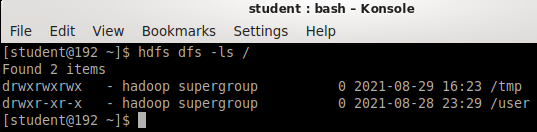 student : bash – Konsole
File Edit View Bookmarks Settings Help
[student@192 ~]$ hdfs dfs -ls /
Found 2 items
drwxrwxrwx   - hadoop supergroup          0 2021-08-29 16:23 /tmp
drwxr-xr-x   - hadoop supergroup          0 2021-08-28 23:29 /user
[student@192 ~]$